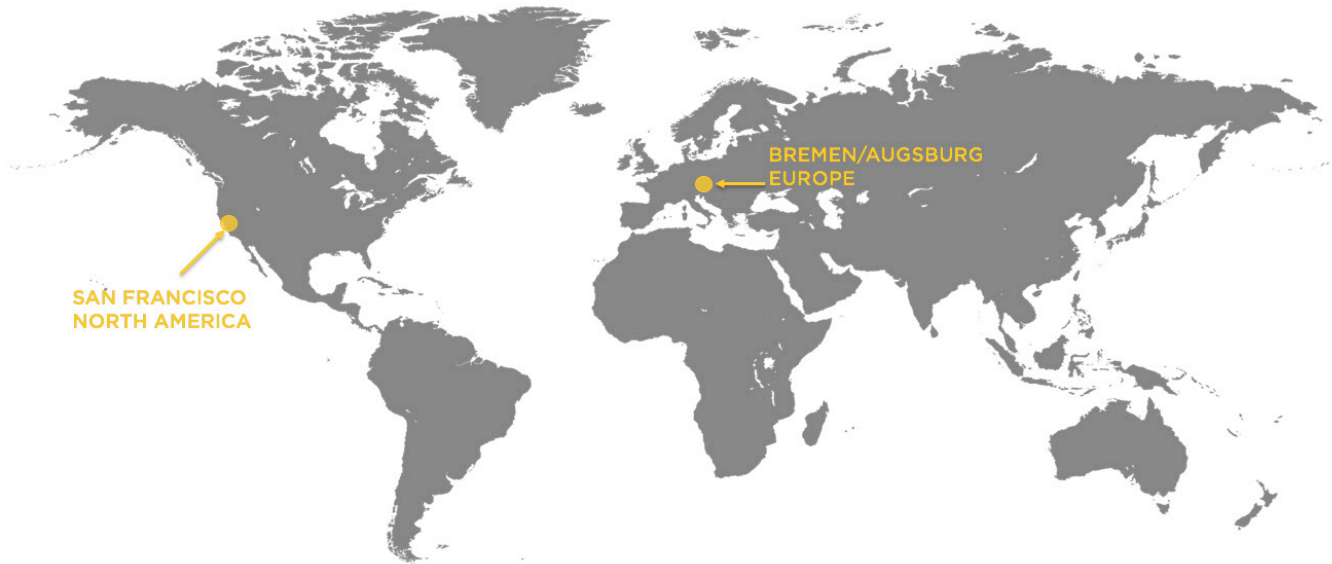 BREMEN/AUGSBURG
EUROPE
SAN FRANCISCO
NORTH AMERICA